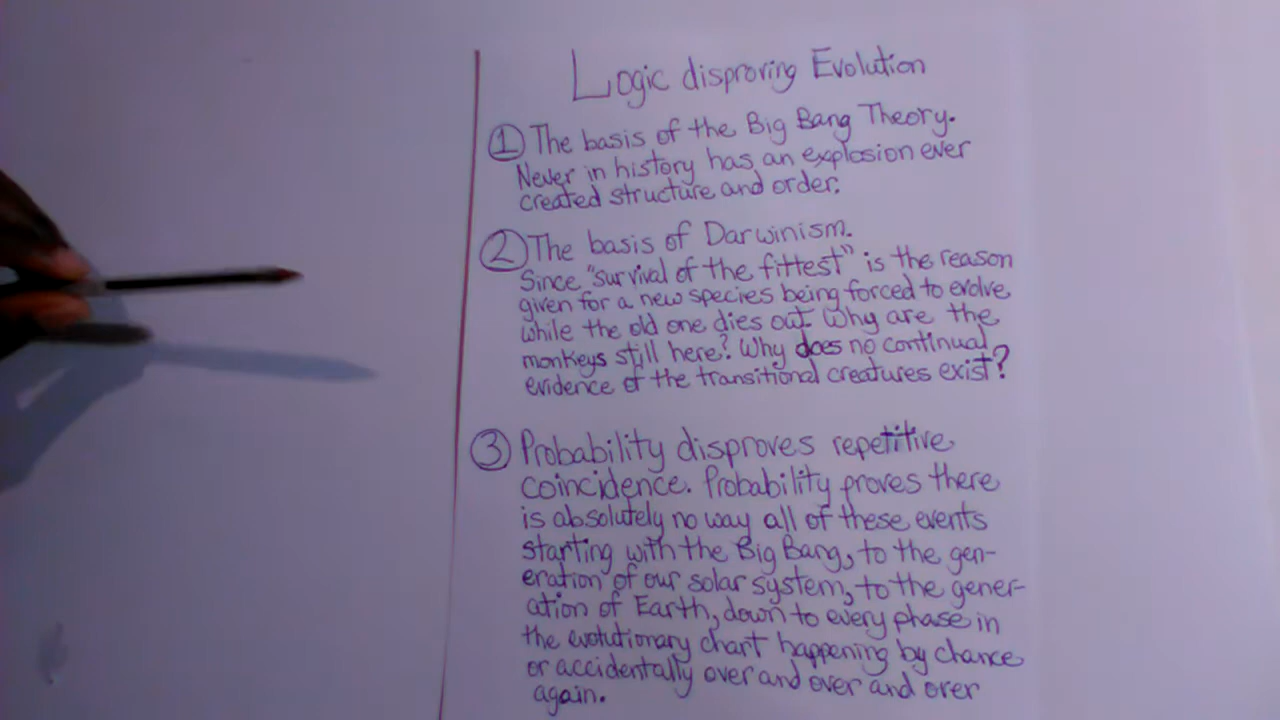 Logic disproving Evolution
① The basis of the Big Bang Theory.
Never in history has an explosion ever
created structure and order.
② The basis of Darwinism.
Since "survival of the fittest" is the reason
given for a new species being forced to evolve
while the old one dies out. Why are the
monkeys still here? Why does no continual
evidence of the transitional creatures exist?
③ Probability disproves repetitive
coincidence. Probability proves there
is absolutely no way all of these events
starting with the Big Bang, to the gen-
eration of our solar system, to the gener-
ation of Earth, down to every phase in
the evolutionary chart happening by chance
or accidentally over and over and over
again.